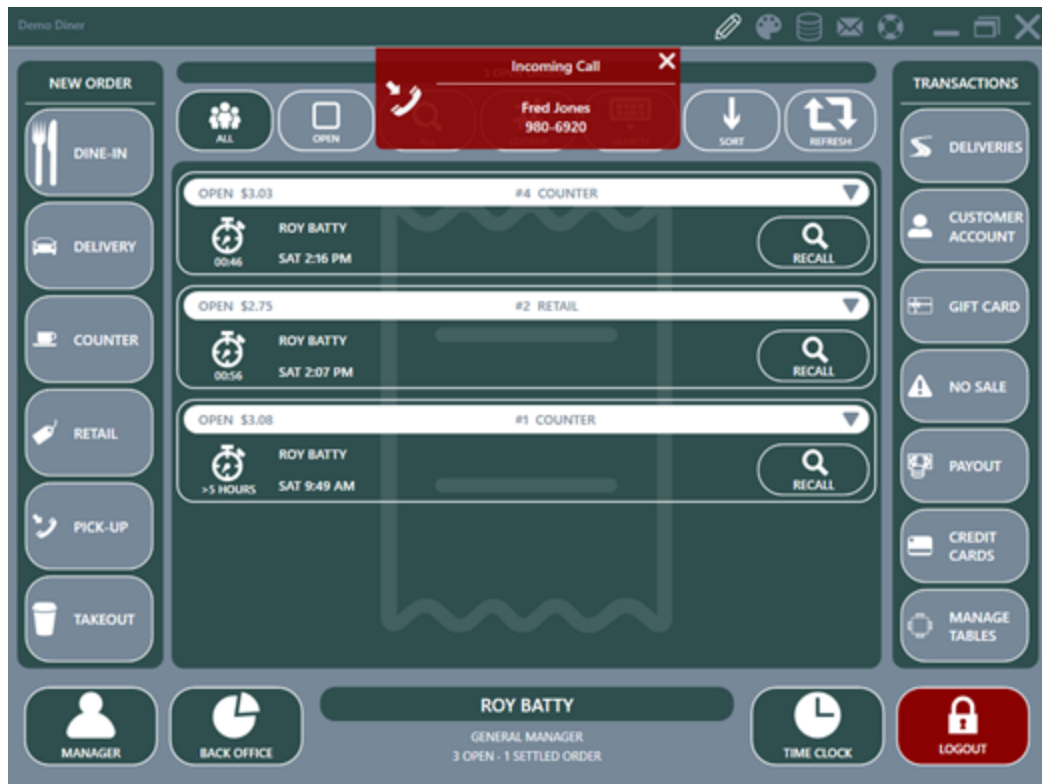 Demo Diner
Incoming Call
Fred Jones
980-6920
NEW ORDER
DINE-IN
DELIVERY
COUNTER
RETAIL
PICK-UP
TAKEOUT
ALL
OPEN
SORT
REFRESH
OPEN $3.03 #4 COUNTER
ROY BATTY
00:46 SAT 2:16 PM
RECALL
OPEN $2.75 #2 RETAIL
ROY BATTY
00:56 SAT 2:07 PM
RECALL
OPEN $3.08 #1 COUNTER
ROY BATTY
>5 HOURS SAT 9:49 AM
RECALL
TRANSACTIONS
DELIVERIES
CUSTOMER
ACCOUNT
GIFT CARD
NO SALE
PAYOUT
CREDIT
CARDS
MANAGE
TABLES
MANAGER
BACK OFFICE
ROY BATTY
GENERAL MANAGER
3 OPEN - 1 SETTLED ORDER
TIME CLOCK
LOGOUT